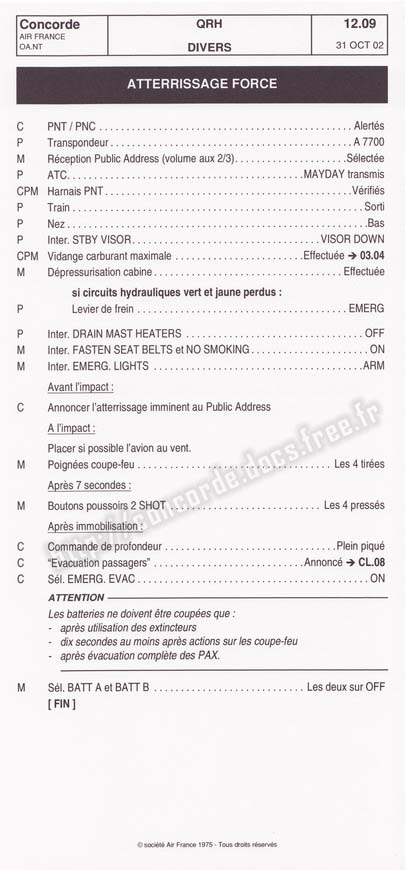 Concorde QRH 12.09
AIR FRANCE
OA.NT DIVERS 31 OCT 02
ATTERRISSAGE FORCE
C PNT / PNC . . . . . . . . . . Alertés
P Transpondeur . . . . . . . . . . A 7700
M Réception Public Address (volume aux 2/3) . . . . . . . . . . Sélectée
P ATC . . . . . . . . . . MAYDAY transmis
CPM Harnais PNT . . . . . . . . . . Vérifiés
P Train . . . . . . . . . . Sorti
P Nez . . . . . . . . . . Bas
P Inter. STBY VISOR . . . . . . . . . . VISOR DOWN
CPM Vidange carburant maximale . . . . . . . . . . Effectuée ➔ 03.04
M Dépressurisation cabine . . . . . . . . . . Effectuée
si circuits hydrauliques vert et jaune perdus :
P Levier de frein . . . . . . . . . . EMERG
P Inter. DRAIN MAST HEATERS . . . . . . . . . . OFF
M Inter. FASTEN SEAT BELTS et NO SMOKING . . . . . . . . . . ON
M Inter. EMERG. LIGHTS . . . . . . . . . . ARM
Avant l'impact :
C Annoncer l'atterrissage imminent au Public Address
A l'impact :
Placer si possible l'avion au vent.
M Poignées coupe-feu . . . . . . . . . . Les 4 tirées
Après 7 secondes :
M Boutons poussoirs 2 SHOT . . . . . . . . . . Les 4 pressés
Après immobilisation :
C Commande de profondeur . . . . . . . . . . Plein piqué
C "Evacuation passagers" . . . . . . . . . . Annoncé ➔ CL.08
C Sél. EMERG. EVAC . . . . . . . . . . ON
ATTENTION
Les batteries ne doivent être coupées que :
- après utilisation des extincteurs
- dix secondes au moins après actions sur les coupe-feu
- après évacuation complète des PAX.
M Sél. BATT A et BATT B . . . . . . . . . . Les deux sur OFF
[ FIN ]
© société Air France 1975 - Tous droits réservés
http://concorde.docs.free.fr